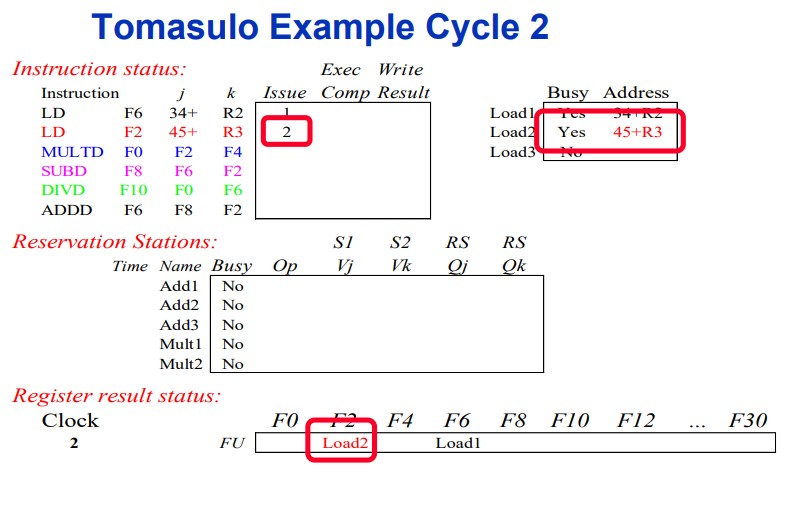 Tomasulo Example Cycle 2
Instruction status: Exec Write
Instruction j k Issue Comp Result Busy Address
LD F6 34+ R2 1 Load1 Yes 34+R2
LD F2 45+ R3 2 Load2 Yes 45+R3
MULTD F0 F2 F4 Load3 No
SUBD F8 F6 F2
DIVD F10 F0 F6
ADDD F6 F8 F2
Reservation Stations: S1 S2 RS RS
Time Name Busy Op Vj Vk Qj Qk
Add1 No
Add2 No
Add3 No
Mult1 No
Mult2 No
Register result status:
Clock F0 F2 F4 F6 F8 F10 F12 ... F30
2 FU Load2 Load1